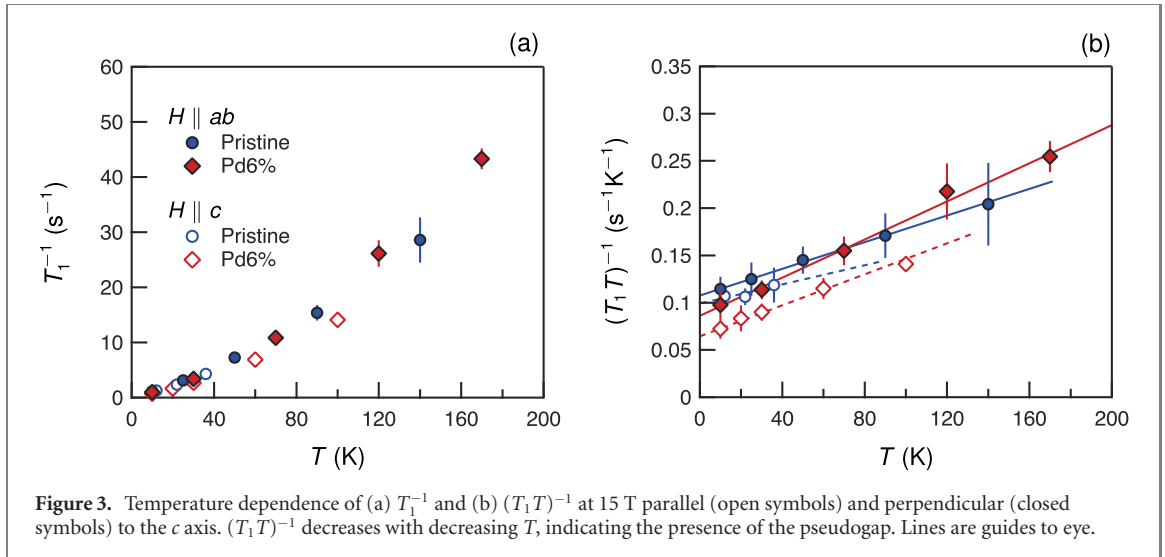 (a)
60
50
40
30
20
10
0
T₁⁻¹ (s⁻¹)
H ∥ ab
Pristine
Pd6%
H ∥ c
Pristine
Pd6%
0 40 80 120 160 200
T (K)
(b)
0.35
0.3
0.25
0.2
0.15
0.1
0.05
0
(T₁T)⁻¹ (s⁻¹K⁻¹)
0 40 80 120 160 200
T (K)
Figure 3. Temperature dependence of (a) T₁⁻¹ and (b) (T₁T)⁻¹ at 15 T parallel (open symbols) and perpendicular (closed
symbols) to the c axis. (T₁T)⁻¹ decreases with decreasing T, indicating the presence of the pseudogap. Lines are guides to eye.